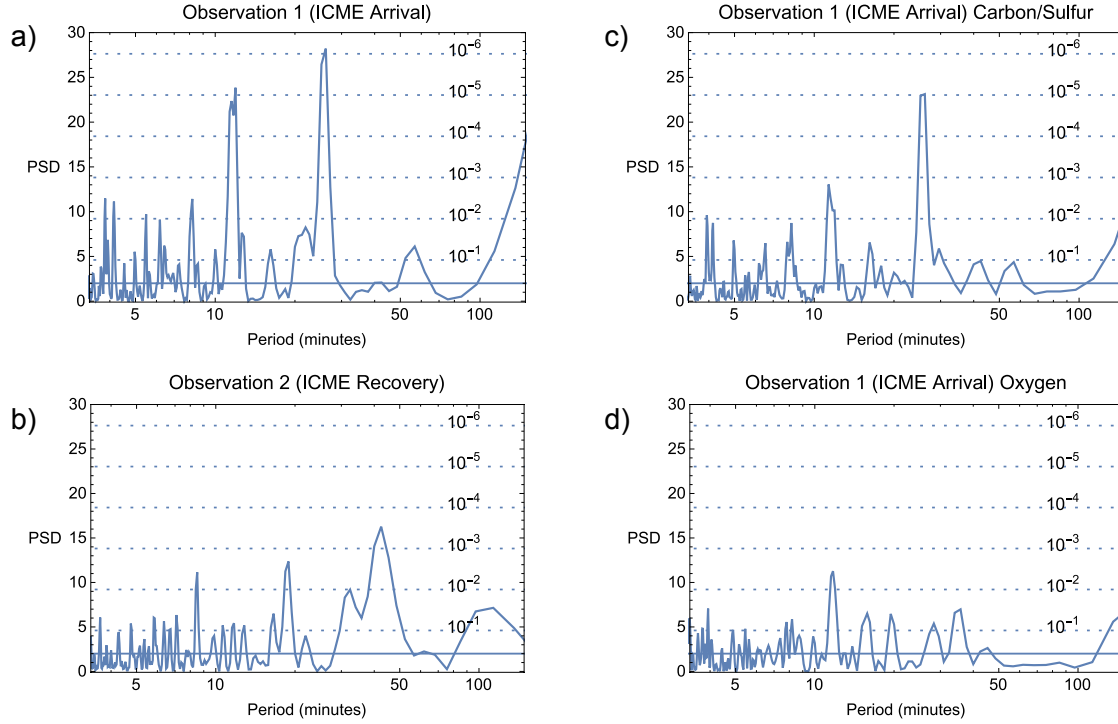 Observation 1 (ICME Arrival)
a)
30
25
20
15
10
5
0
PSD
10⁻⁶
10⁻⁵
10⁻⁴
10⁻³
10⁻²
10⁻¹
5 10 50 100
Period (minutes)
Observation 1 (ICME Arrival) Carbon/Sulfur
c)
30
25
20
15
10
5
0
PSD
10⁻⁶
10⁻⁵
10⁻⁴
10⁻³
10⁻²
10⁻¹
5 10 50 100
Period (minutes)
Observation 2 (ICME Recovery)
b)
30
25
20
15
10
5
0
PSD
10⁻⁶
10⁻⁵
10⁻⁴
10⁻³
10⁻²
10⁻¹
5 10 50 100
Period (minutes)
Observation 1 (ICME Arrival) Oxygen
d)
30
25
20
15
10
5
0
PSD
10⁻⁶
10⁻⁵
10⁻⁴
10⁻³
10⁻²
10⁻¹
5 10 50 100
Period (minutes)